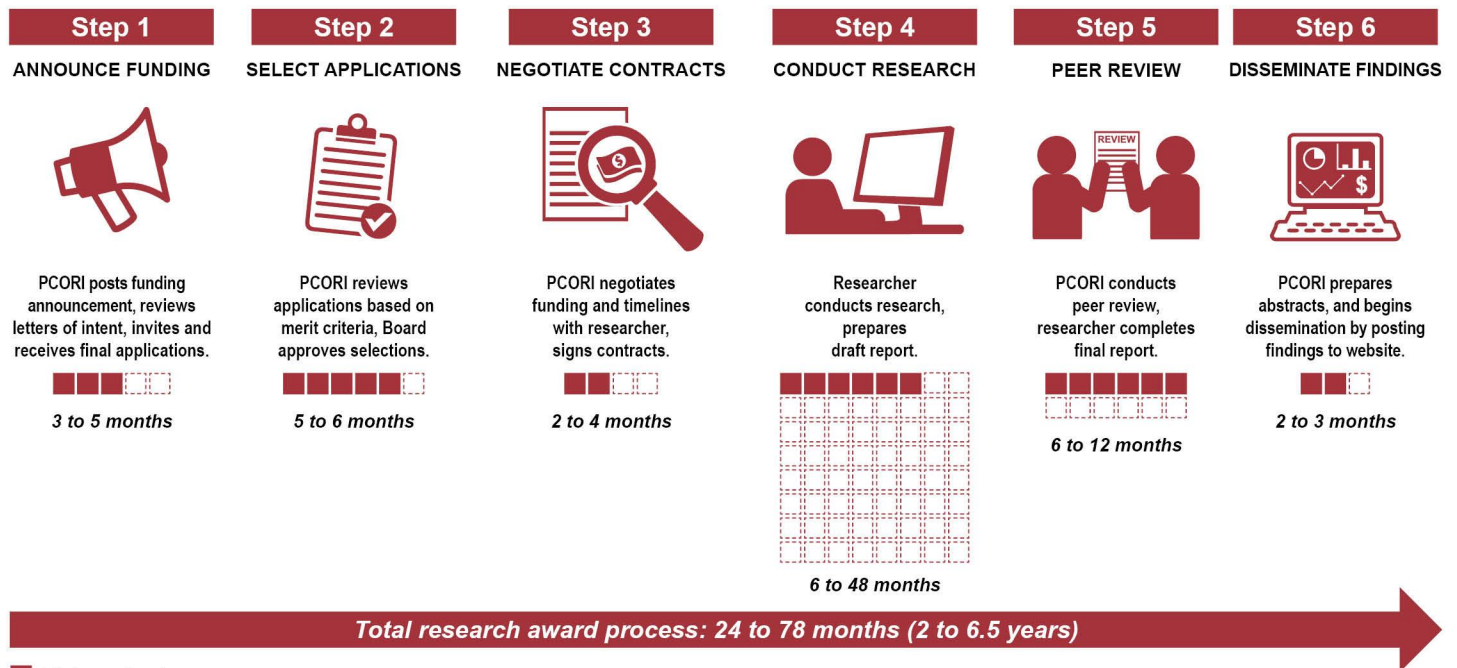 Step 1
ANNOUNCE FUNDING
PCORI posts funding
announcement, reviews
letters of intent, invites and
receives final applications.
3 to 5 months
Step 2
SELECT APPLICATIONS
PCORI reviews
applications based on
merit criteria, Board
approves selections.
5 to 6 months
Step 3
NEGOTIATE CONTRACTS
$
PCORI negotiates
funding and timelines
with researcher,
signs contracts.
2 to 4 months
Step 4
CONDUCT RESEARCH
Researcher
conducts research,
prepares
draft report.
6 to 48 months
Step 5
PEER REVIEW
REVIEW
PCORI conducts
peer review,
researcher completes
final report.
6 to 12 months
Step 6
DISSEMINATE FINDINGS
$
PCORI prepares
abstracts, and begins
dissemination by posting
findings to website.
2 to 3 months
Total research award process: 24 to 78 months (2 to 6.5 years)